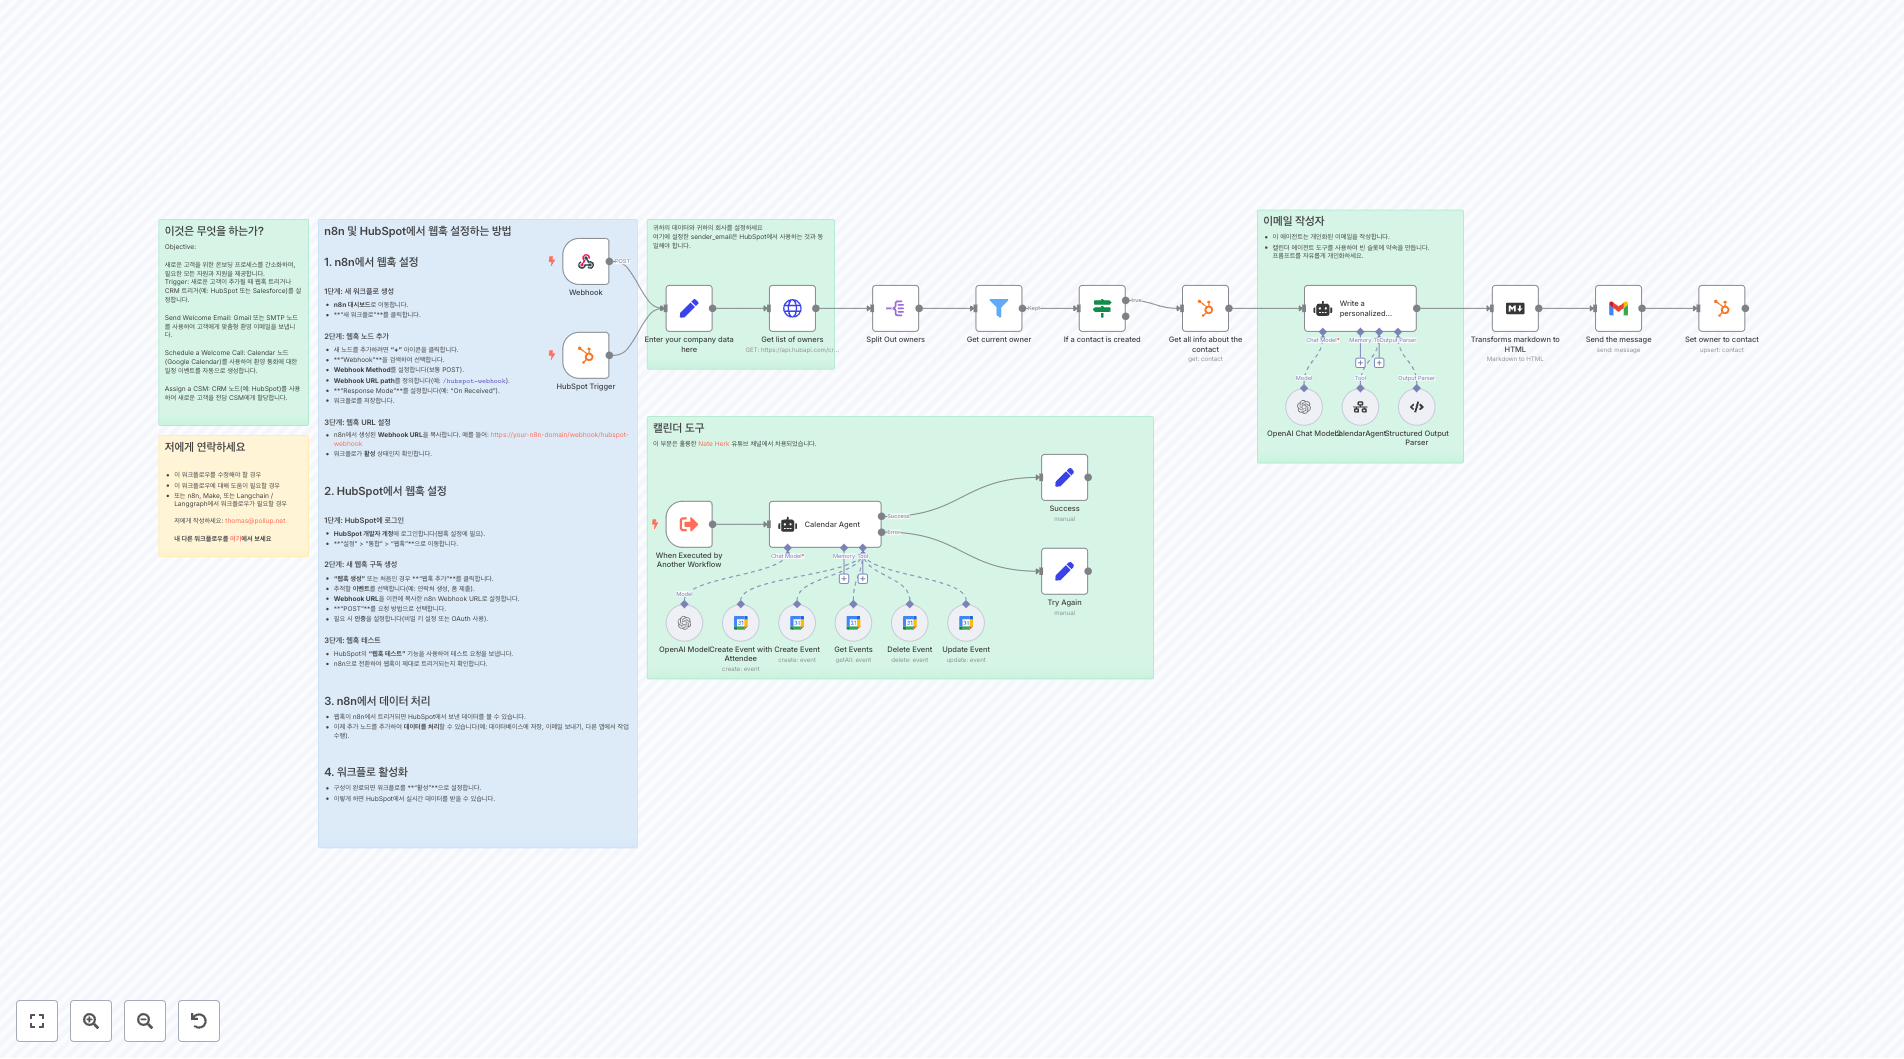 이것은 무엇을 하는가?
Objective:
새로운 고객을 위한 온보딩 프로세스를 간소화하며,
필요한 모든 자원과 지원을 제공합니다.
Trigger: 새로운 고객이 추가될 때 웹훅 트리거나
CRM 트리거(예: HubSpot 또는 Salesforce)를 설
정합니다.
Send Welcome Email: Gmail 또는 SMTP 노드
를 사용하여 고객에게 맞춤형 환영 이메일을 보냅니
다.
Schedule a Welcome Call: Calendar 노드
(Google Calendar)를 사용하여 환영 통화에 대한
일정 이벤트를 자동으로 생성합니다.
Assign a CSM: CRM 노드(예: HubSpot)를 사용
하여 새로운 고객을 전담 CSM에게 할당합니다.
저에게 연락하세요
이 워크플로우를 수정해야 할 경우
이 워크플로우에 대해 도움이 필요할 경우
또는 n8n, Make, 또는 Langchain /
Langgraph에서 워크플로우가 필요할 경우
저에게 작성하세요: thomas@pollup.net
내 다른 워크플로우를 여기에서 보세요
n8n 및 HubSpot에서 웹훅 설정하는 방법
1. n8n에서 웹훅 설정
1단계: 새 워크플로 생성
n8n 대시보드로 이동합니다.
**"새 워크플로"**를 클릭합니다.
2단계: 웹훅 노드 추가
새 노드를 추가하려면 "+" 아이콘을 클릭합니다.
**"Webhook"**을 검색하여 선택합니다.
Webhook Method를 설정합니다(보통 POST).
Webhook URL path를 정의합니다(예: /hubspot-webhook).
**"Response Mode"**를 설정합니다(예: "On Received").
워크플로를 저장합니다.
3단계: 웹훅 URL 설정
n8n에서 생성된 Webhook URL을 복사합니다. 예를 들어: https://your-n8n-domain/webhook/hubspot-
webhook
워크플로가 활성 상태인지 확인합니다.
2. HubSpot에서 웹훅 설정
1단계: HubSpot에 로그인
HubSpot 개발자 계정에 로그인합니다(웹훅 설정에 필요).
**"설정" > "통합" > "웹훅"**으로 이동합니다.
2단계: 새 웹훅 구독 생성
"웹훅 생성" 또는 처음인 경우 **"웹훅 추가"**를 클릭합니다.
추적할 이벤트를 선택합니다(예: 연락처 생성, 폼 제출).
Webhook URL을 이전에 복사한 n8n Webhook URL로 설정합니다.
**"POST"**를 요청 방법으로 선택합니다.
필요 시 인증을 설정합니다(비밀 키 설정 또는 OAuth 사용).
3단계: 웹훅 테스트
HubSpot의 "웹훅 테스트" 기능을 사용하여 테스트 요청을 보냅니다.
n8n으로 전환하여 웹훅이 제대로 트리거되는지 확인합니다.
3. n8n에서 데이터 처리
웹훅이 n8n에서 트리거되면 HubSpot에서 보낸 데이터를 볼 수 있습니다.
이제 추가 노드를 추가하여 데이터를 처리할 수 있습니다(예: 데이터베이스에 저장, 이메일 보내기, 다른 앱에서 작업
수행).
4. 워크플로 활성화
구성이 완료되면 워크플로를 **"활성"**으로 설정합니다.
이렇게 하면 HubSpot에서 실시간 데이터를 받을 수 있습니다.
POST
Webhook
HubSpot Trigger
귀하의 데이터와 귀하의 회사를 설정하세요
여기에 설정한 sender_email은 HubSpot에서 사용하는 것과 동
일해야 합니다.
Enter your company data
here
Get list of owners
GET: https://api.hubapi.com/cr...
Split Out owners
Kept
Get current owner
true
If a contact is created
Get all info about the
contact
get: contact
이메일 작성자
이 에이전트는 개인화된 이메일을 작성합니다.
캘린더 에이전트 도구를 사용하여 빈 슬롯에 약속을 만듭니다.
프롬프트를 자유롭게 개인화하세요.
Write a
personalized...
Chat Model*
Memory
Output Parser
Model
Tool
Output Parser
OpenAI Chat Model
Structured Output
Parser
Transforms markdown to
HTML
Markdown to HTML
Send the message
send: message
Set owner to contact
upsert: contact
캘린더 도구
이 부분은 훌륭한 Nate Herk 유튜브 채널에서 차용되었습니다.
When Executed by
Another Workflow
Calendar Agent
Success
Error
Chat Model*
Memory
Tool
Success
manual
Try Again
manual
Model
OpenAI Model
Create Event with
Attendee
create: event
Create Event
create: event
Get Events
getAll: event
Delete Event
delete: event
Update Event
update: event